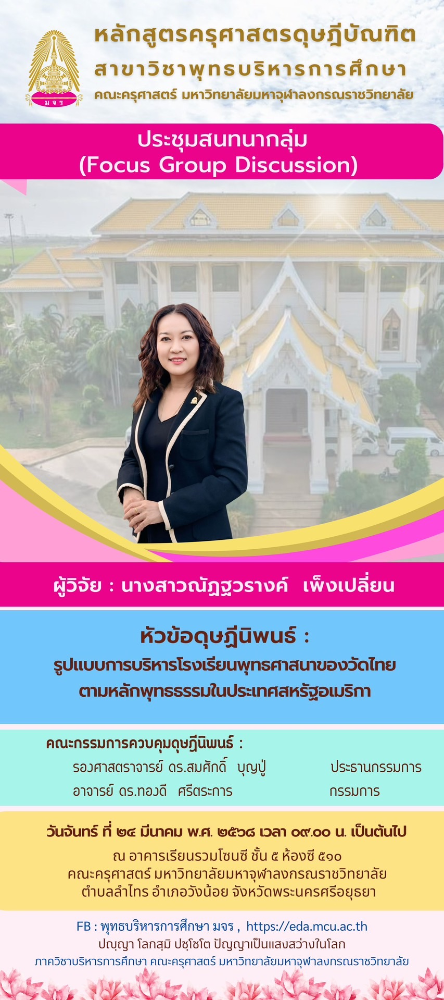 หลักสูตรครุศาสตรดุษฎีบัณฑิต
สาขาวิชาพุทธบริหารการศึกษา
คณะครุศาสตร์ มหาวิทยาลัยมหาจุฬาลงกรณราชวิทยาลัย
มจร
ประชุมสนทนากลุ่ม
(Focus Group Discussion)
ผู้วิจัย : นางสาวณัฏฐวรางค์ เพ็งเปลี่ยน
หัวข้อดุษฎีนิพนธ์ :
รูปแบบการบริหารโรงเรียนพุทธศาสนาของวัดไทย
ตามหลักพุทธธรรมในประเทศสหรัฐอเมริกา
คณะกรรมการควบคุมดุษฎีนิพนธ์ :
รองศาสตราจารย์ ดร.สมศักดิ์ บุญปู่ ประธานกรรมการ
อาจารย์ ดร.ทองดี ศรีตระการ กรรมการ
วันจันทร์ ที่ ๒๔ มีนาคม พ.ศ. ๒๕๖๘ เวลา ๐๙.๐๐ น. เป็นต้นไป
ณ อาคารเรียนรวมโซนซี ชั้น ๕ ห้องซี ๕๑๐
คณะครุศาสตร์ มหาวิทยาลัยมหาจุฬาลงกรณราชวิทยาลัย
ตำบลลำไทร อำเภอวังน้อย จังหวัดพระนครศรีอยุธยา
FB : พุทธบริหารการศึกษา มจร , https://eda.mcu.ac.th
ปญฺญา โลกสฺมิ ปชฺโชโต ปัญญาเป็นแสงสว่างในโลก
ภาควิชาบริหารการศึกษา คณะครุศาสตร์ มหาวิทยาลัยมหาจุฬาลงกรณราชวิทยาลัย